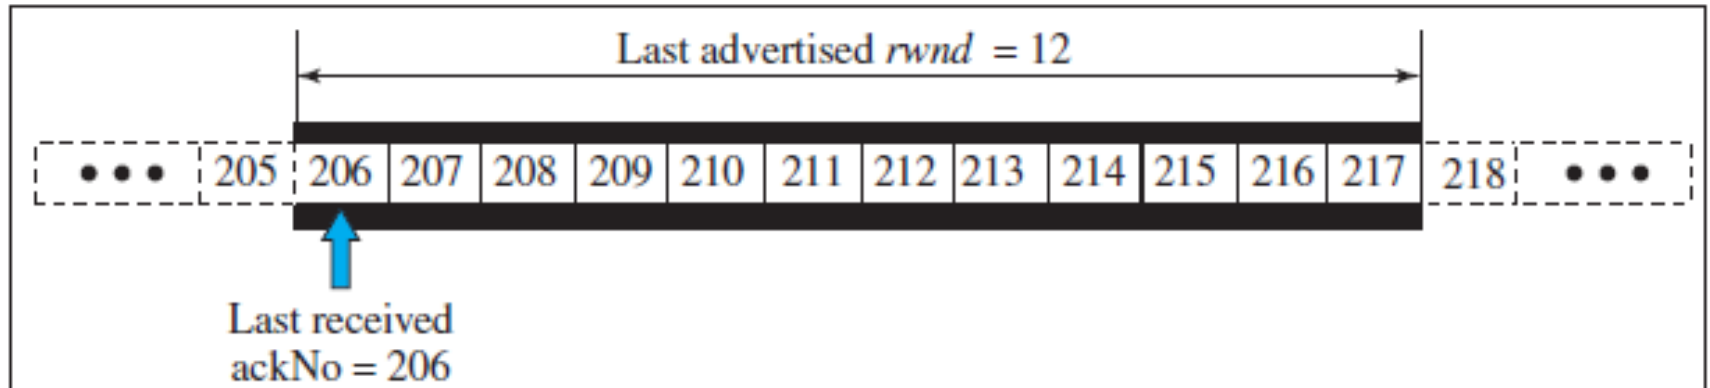 Last advertised rwnd = 12
••• 205 206 207 208 209 210 211 212 213 214 215 216 217 218 •••
Last received
ackNo = 206